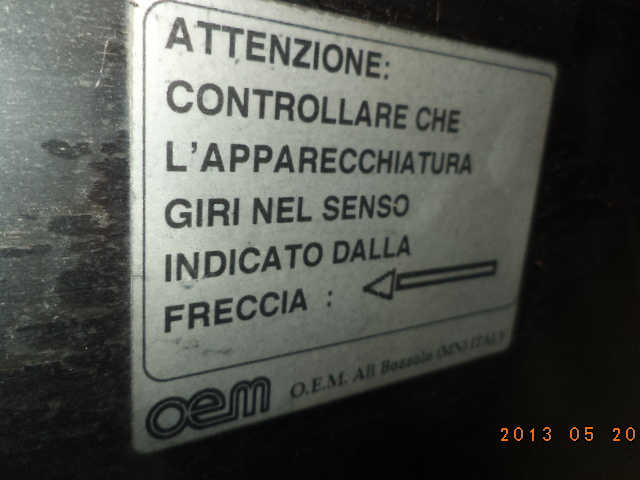 ATTENZIONE:
CONTROLLARE CHE
L'APPARECCHIATURA
GIRI NEL SENSO
INDICATO DALLA
FRECCIA :
oem O.E.M. Ali Bozzolo (MN) ITALY
2013 05 20